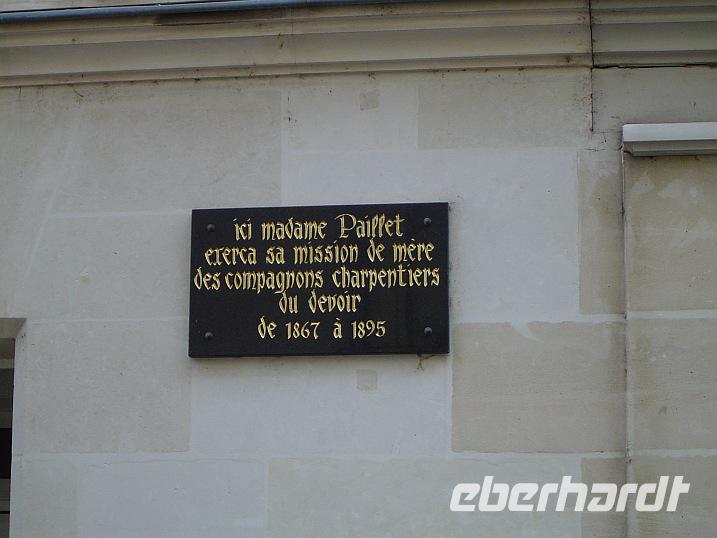 ici madame Paillet
exerca sa mission de mère
des compagnons charpentiers
du devoir
de 1867 à 1895
eberhardt